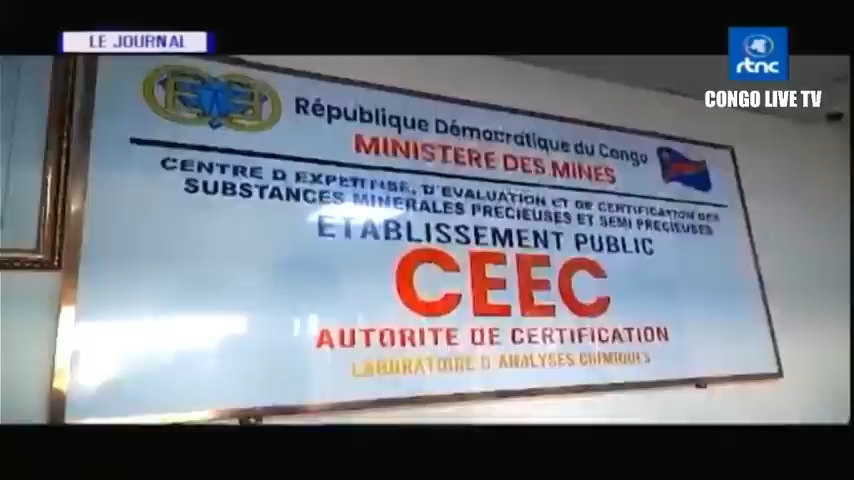 LE JOURNAL
rtnc
CONGO LIVE TV
République Démocratique du Congo
MINISTERE DES MINES
CENTRE D EXPERTISE, D'EVALUATION ET DE CERTIFICATION DES
SUBSTANCES MINERALES PRECIEUSES ET SEMI PRECIEUSES
ETABLISSEMENT PUBLIC
CEEC
AUTORITE DE CERTIFICATION
LABORATOIRE D ANALYSES CHIMIQUES